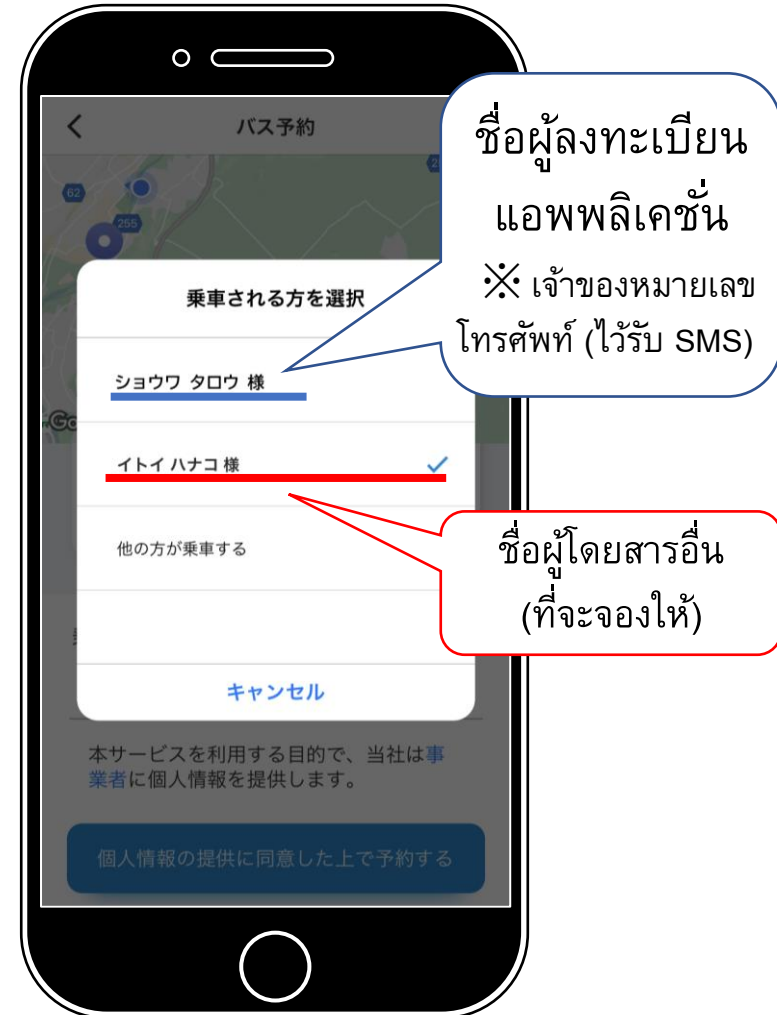 バス予約
62
255
乗車される方を選択
ショウワ タロウ 様
イトイ ハナコ 様
他の方が乗車する
キャンセル
本サービスを利用する目的で、当社は事
業者に個人情報を提供します。
個人情報の提供に同意した上で予約する
ชื่อผู้ลงทะเบียน
แอพพลิเคชั่น
※ เจ้าของหมายเลข
โทรศัพท์ (ไว้รับ SMS)
ชื่อผู้โดยสารอื่น
(ที่จะจองให้)